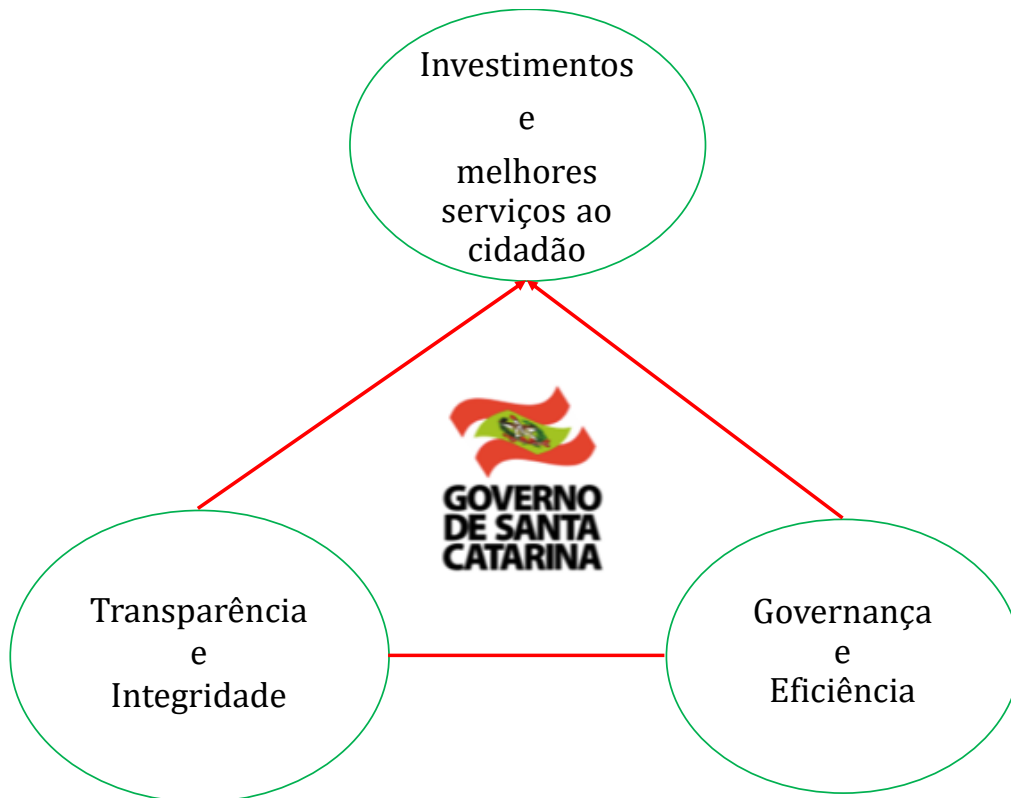 Investimentos
e
melhores
serviços ao
cidadão
GOVERNO
DE SANTA
CATARINA
Transparência
e
Integridade
Governança
e
Eficiência